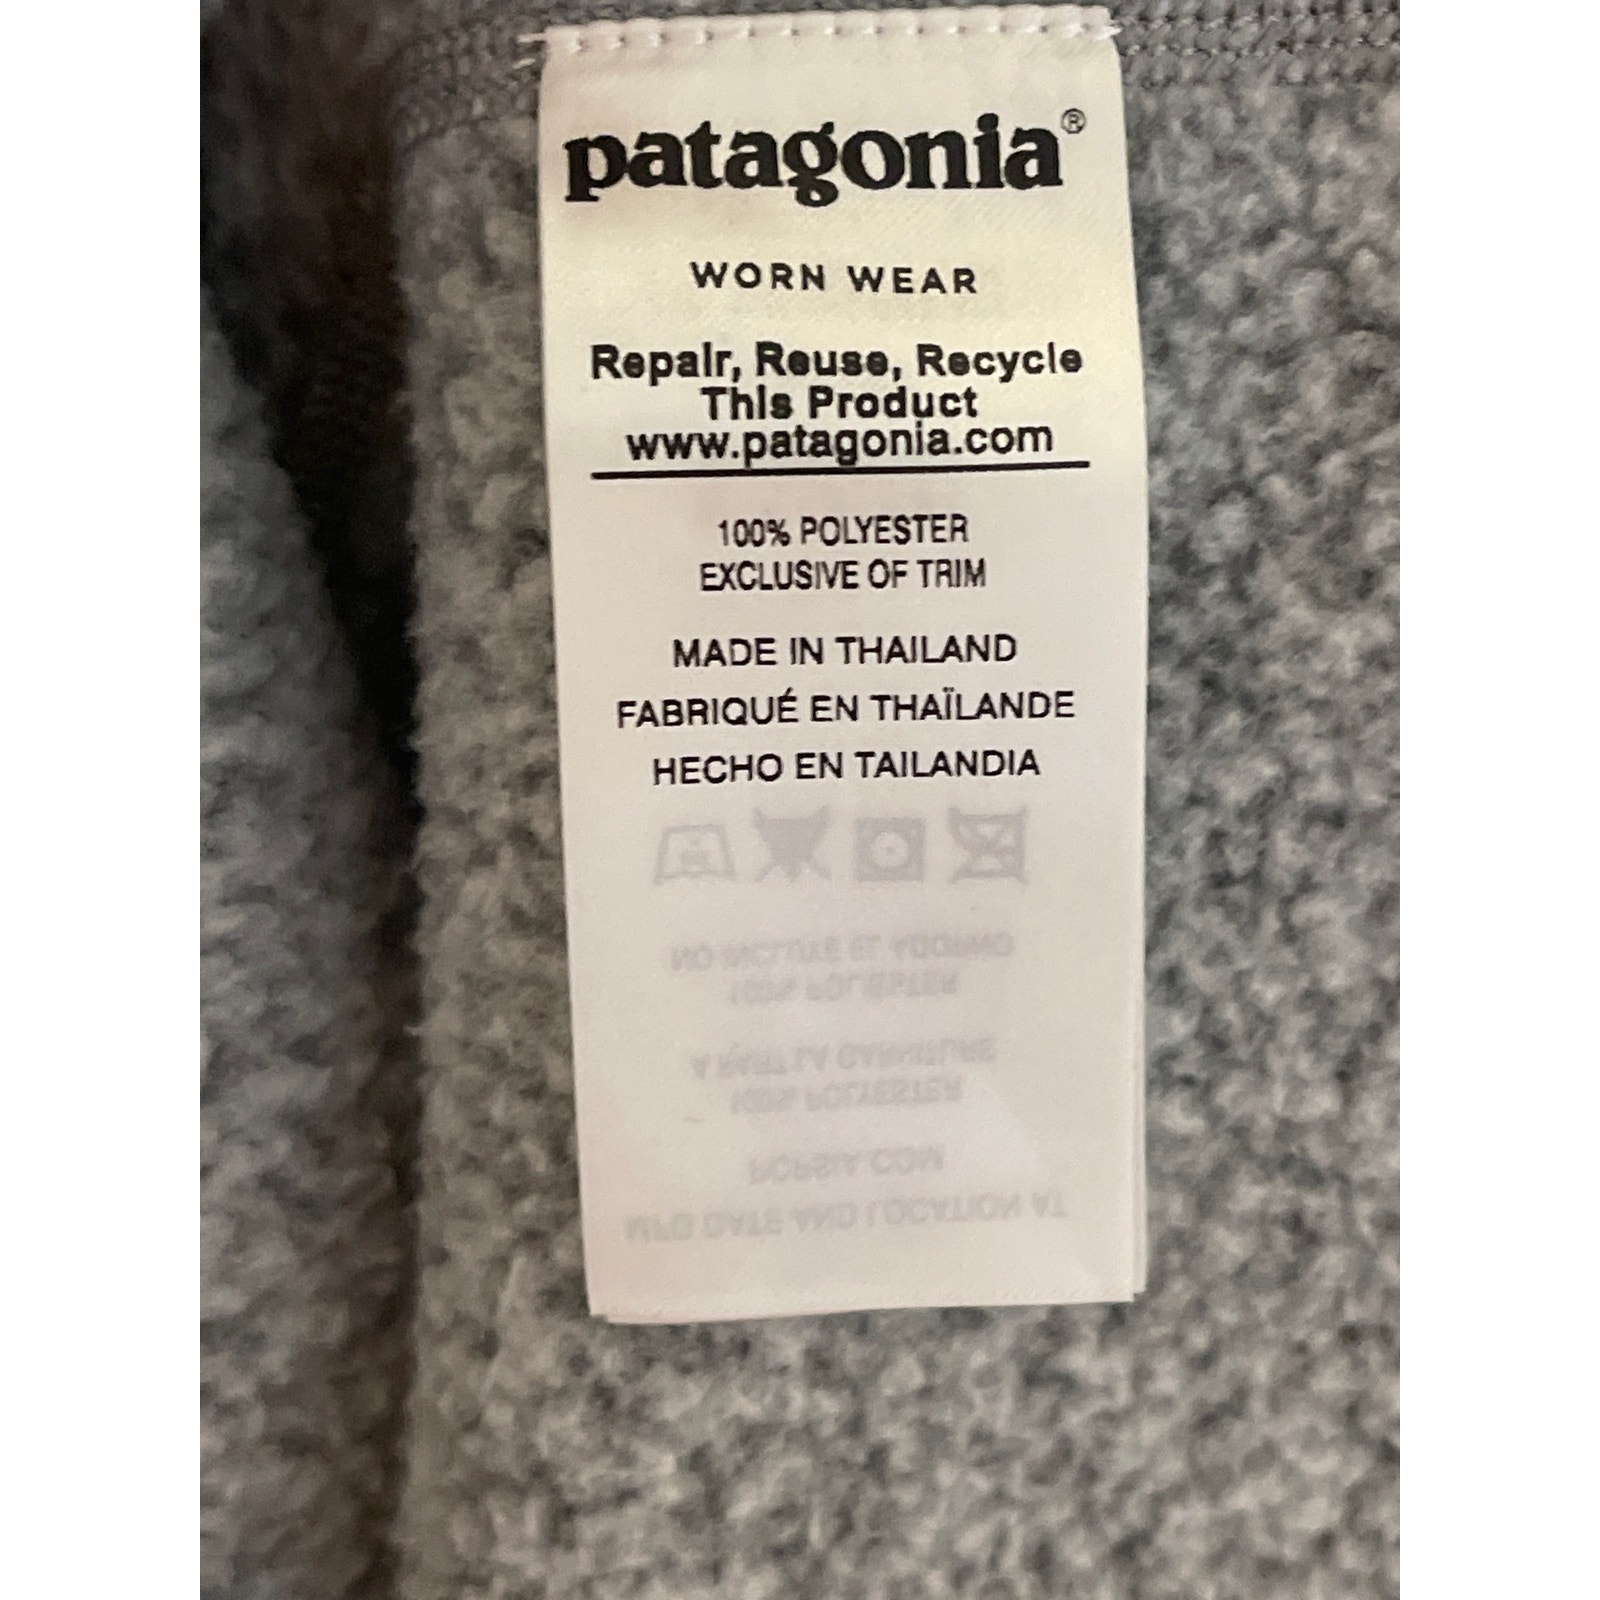 patagonia®
WORN WEAR
Repair, Reuse, Recycle
This Product
www.patagonia.com
100% POLYESTER
EXCLUSIVE OF TRIM
MADE IN THAILAND
FABRIQUÉ EN THAÏLANDE
HECHO EN TAILANDIA